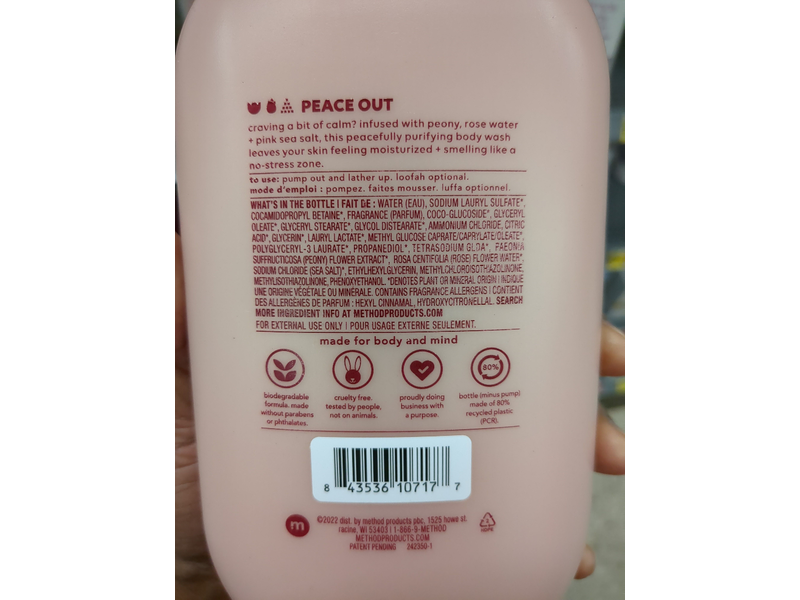 PEACE OUT
craving a bit of calm? infused with peony, rose water
+ pink sea salt, this peacefully purifying body wash
leaves your skin feeling moisturized + smelling like a
no-stress zone.
to use: pump out and lather up. loofah optional.
mode d'emploi : pompez. faites mousser. luffa optionnel.
WHAT'S IN THE BOTTLE | FAIT DE : WATER (EAU), SODIUM LAURYL SULFATE*,
COCAMIDOPROPYL BETAINE*, FRAGRANCE (PARFUM), COCO-GLUCOSIDE*, GLYCERYL
OLEATE*, GLYCERYL STEARATE*, GLYCOL DISTEARATE*, AMMONIUM CHLORIDE, CITRIC
ACID*, GLYCERIN*, LAURYL LACTATE*, METHYL GLUCOSE CAPRATE/CAPRYLATE/OLEATE*,
POLYGLYCERYL-3 LAURATE*, PROPANEDIOL*, TETRASODIUM GLDA*, PAEONIA
SUFFRUCTICOSA (PEONY) FLOWER EXTRACT*, ROSA CENTIFOLIA (ROSE) FLOWER WATER*,
SODIUM CHLORIDE (SEA SALT)*, ETHYLHEXYLGLYCERIN, METHYLCHLOROISOTHIAZOLINONE,
METHYLISOTHIAZOLINONE, PHENOXYETHANOL. *DENOTES PLANT OR MINERAL ORIGIN | INDIQUE
UNE ORIGINE VÉGÉTALE OU MINÉRALE. CONTAINS FRAGRANCE ALLERGENS | CONTIENT
DES ALLERGÈNES DE PARFUM : HEXYL CINNAMAL, HYDROXYCITRONELLAL. SEARCH
MORE INGREDIENT INFO AT METHODPRODUCTS.COM
FOR EXTERNAL USE ONLY | POUR USAGE EXTERNE SEULEMENT.
made for body and mind
80%
biodegradable
formula. made
without parabens
or phthalates.
cruelty free.
tested by people,
not on animals.
proudly doing
business with
a purpose.
bottle (minus pump)
made of 80%
recycled plastic
(PCR).
8 43536 10717 7
m
©2022 dist. by method products pbc. 1525 howe st.
racine, WI 53403 | 1-866-9-METHOD
METHODPRODUCTS.COM
PATENT PENDING 242350-1
2
HDPE